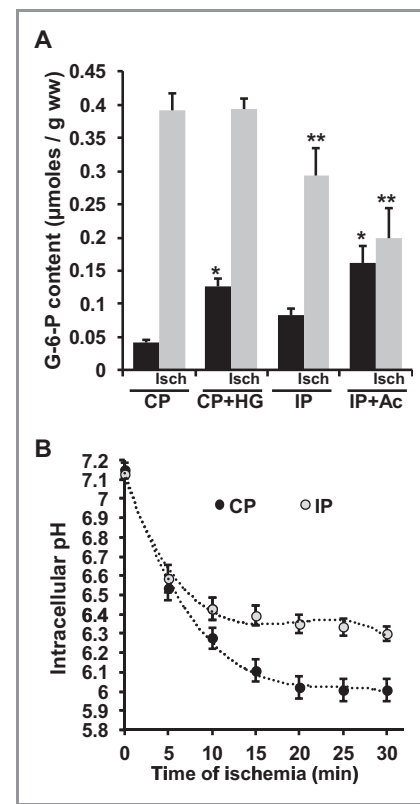 A
G-6-P content (μmoles / g ww)
0.45
0.4
0.35
0.3
0.25
0.2
0.15
0.1
0.05
0
*
**
*
**
Isch
Isch
Isch
Isch
CP
CP+HG
IP
IP+Ac
B
Intracellular pH
7.2
7.1
7
6.9
6.8
6.7
6.6
6.5
6.4
6.3
6.2
6.1
6
5.9
5.8
CP
IP
0
5
10
15
20
25
30
Time of ischemia (min)